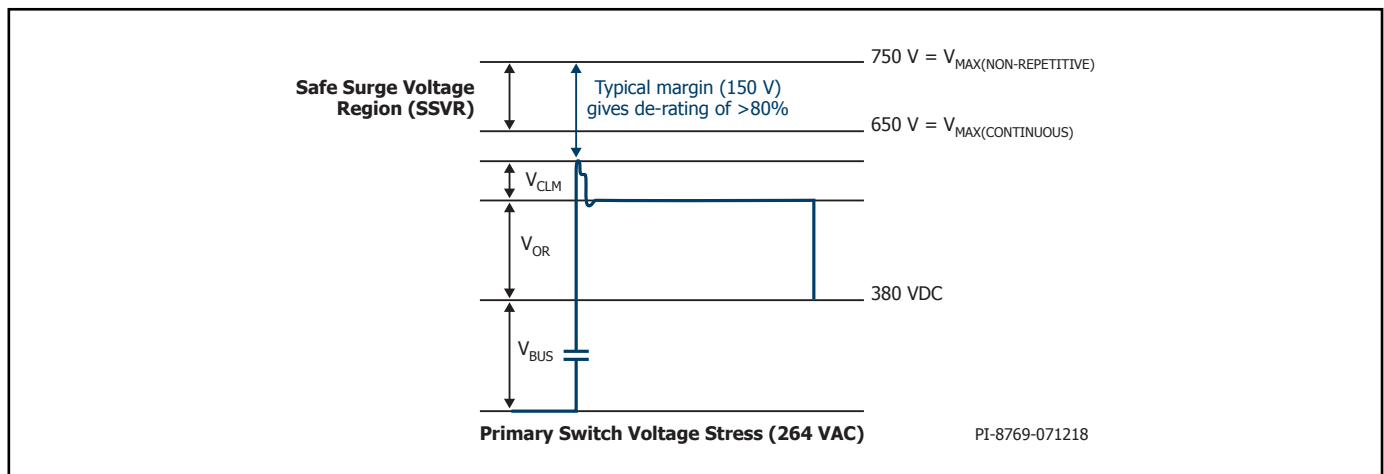 750 V = VMAX(NON-REPETITIVE)
Safe Surge Voltage
Region (SSVR)
Typical margin (150 V)
gives de-rating of >80%
650 V = VMAX(CONTINUOUS)
VCLM
VOR
380 VDC
VBUS
Primary Switch Voltage Stress (264 VAC)
PI-8769-071218